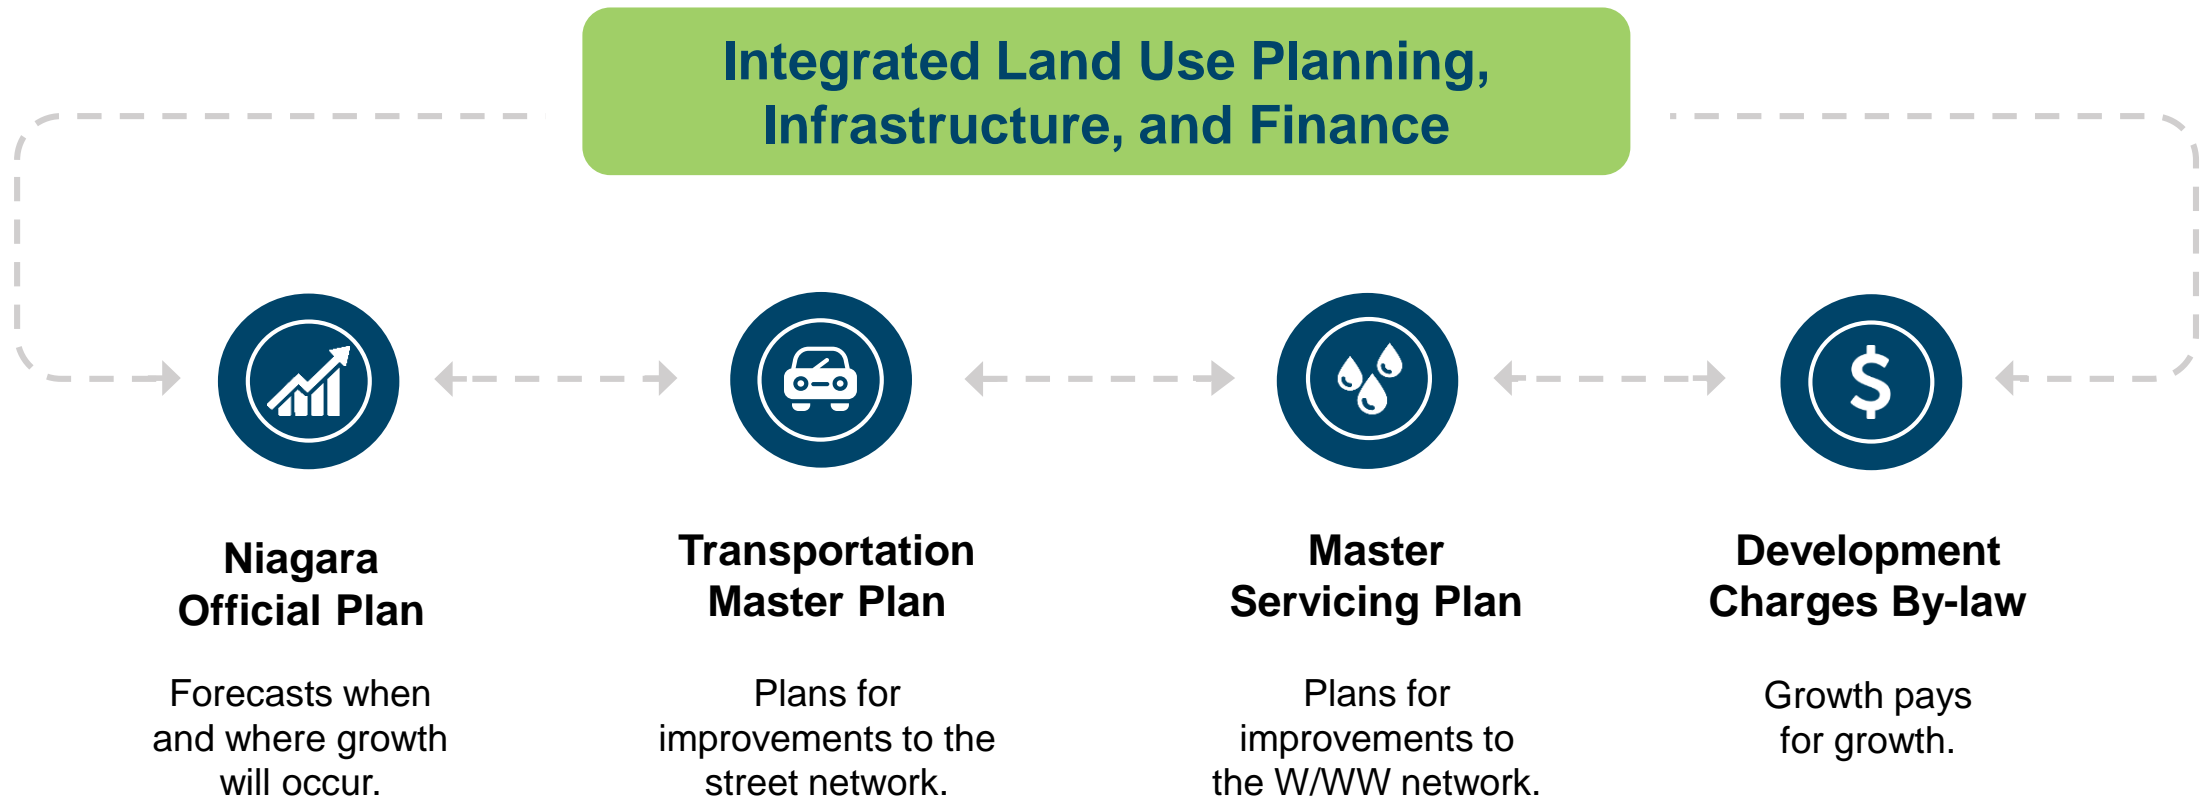 Integrated Land Use Planning,
Infrastructure, and Finance
Niagara
Official Plan
Forecasts when
and where growth
will occur.
Transportation
Master Plan
Plans for
improvements to the
street network.
Master
Servicing Plan
Plans for
improvements to
the W/WW network.
$
Development
Charges By-law
Growth pays
for growth.